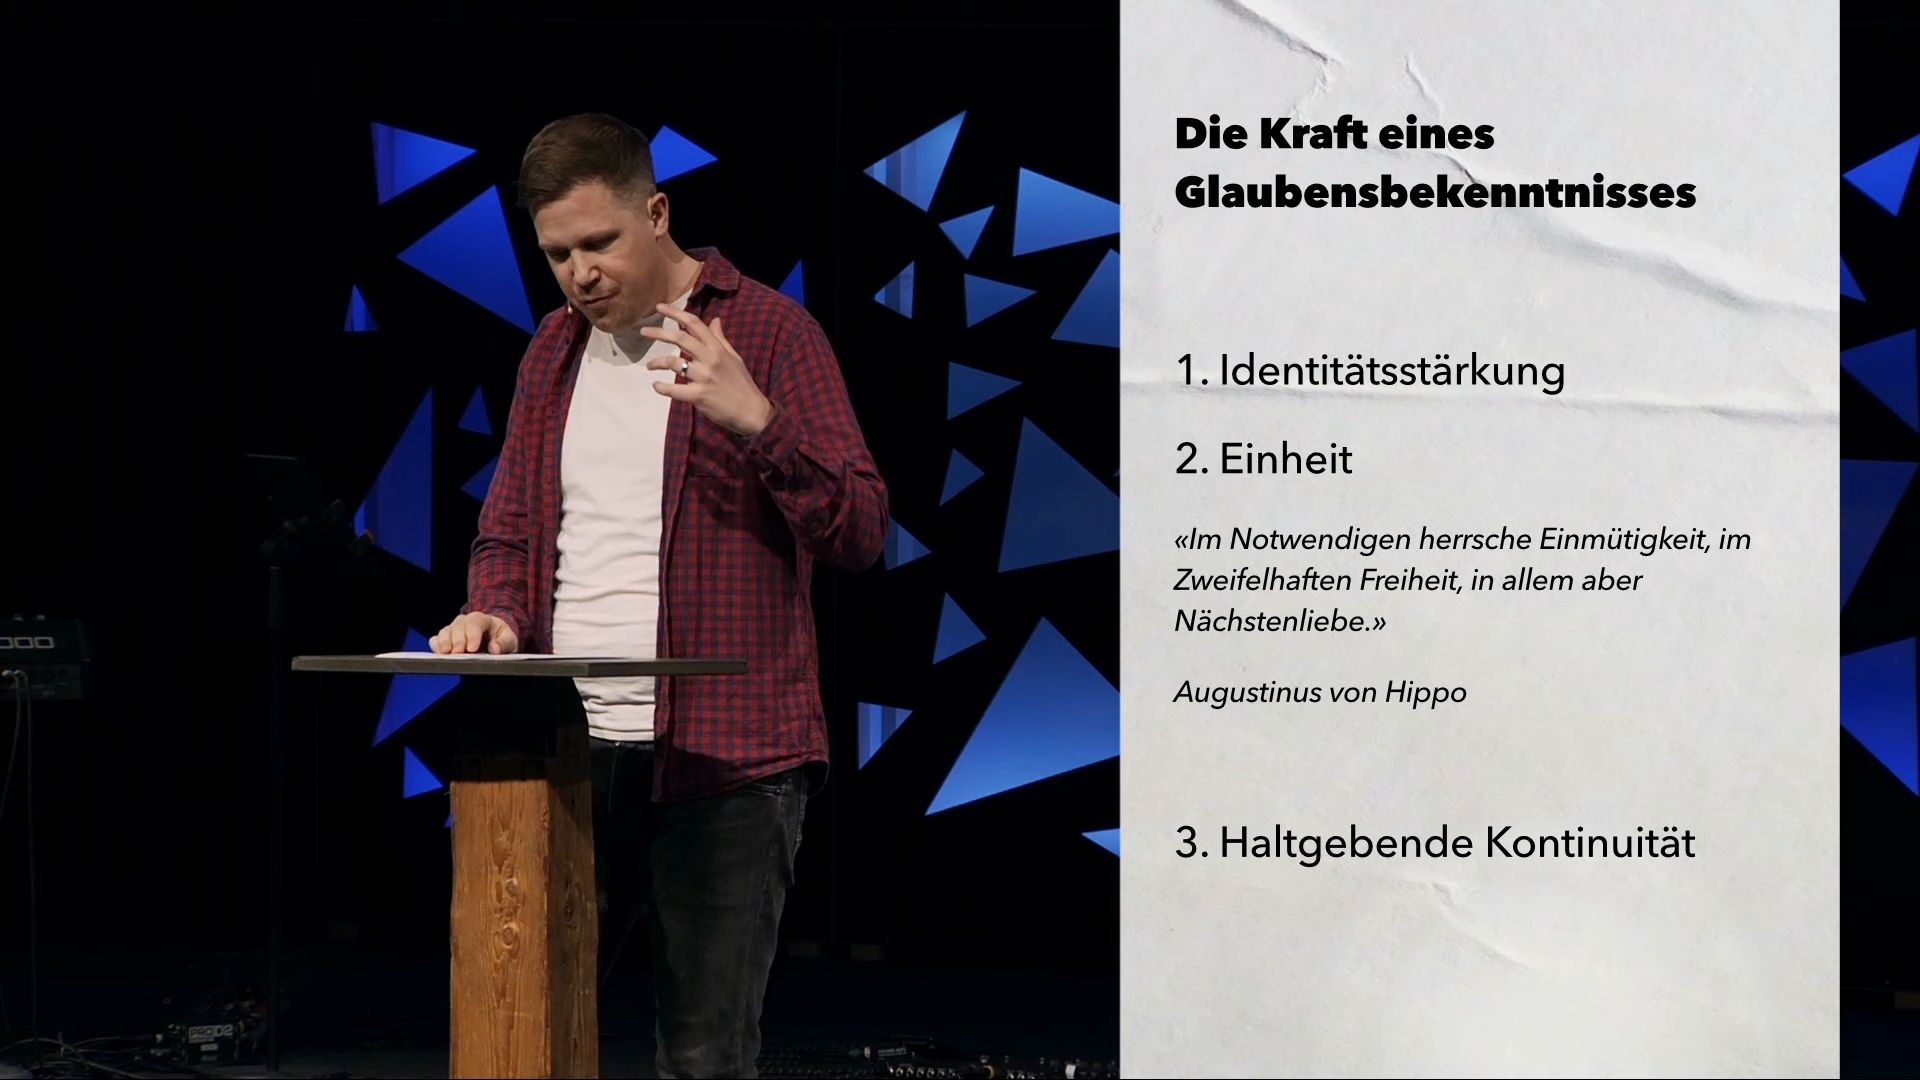 Die Kraft eines
Glaubensbekenntnisses
1. Identitätsstärkung
2. Einheit
«Im Notwendigen herrsche Einmütigkeit, im
Zweifelhaften Freiheit, in allem aber
Nächstenliebe.»
Augustinus von Hippo
3. Haltgebende Kontinuität
PROD2